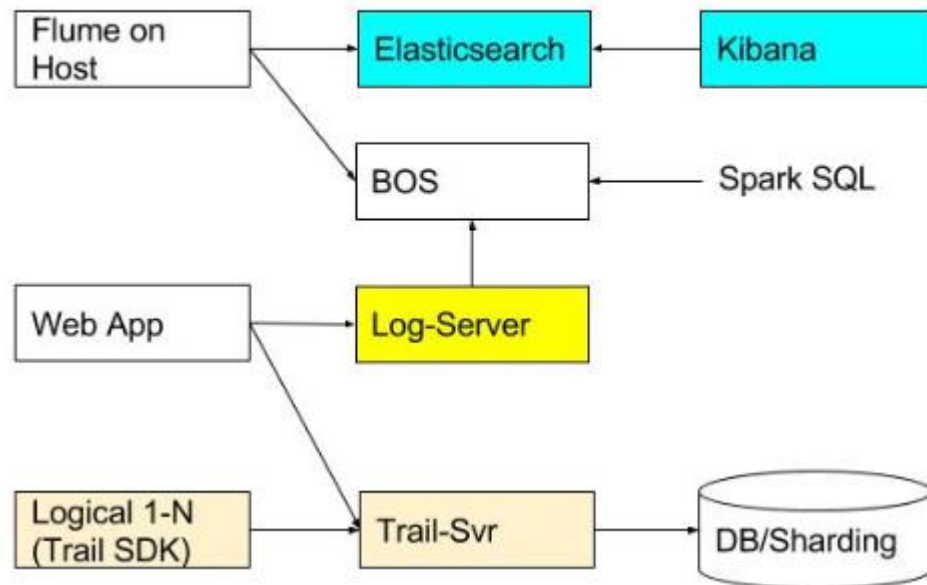 Flume on
Host
Elasticsearch
Kibana
BOS
Spark SQL
Web App
Log-Server
Logical 1-N
(Trail SDK)
Trail-Svr
DB/Sharding